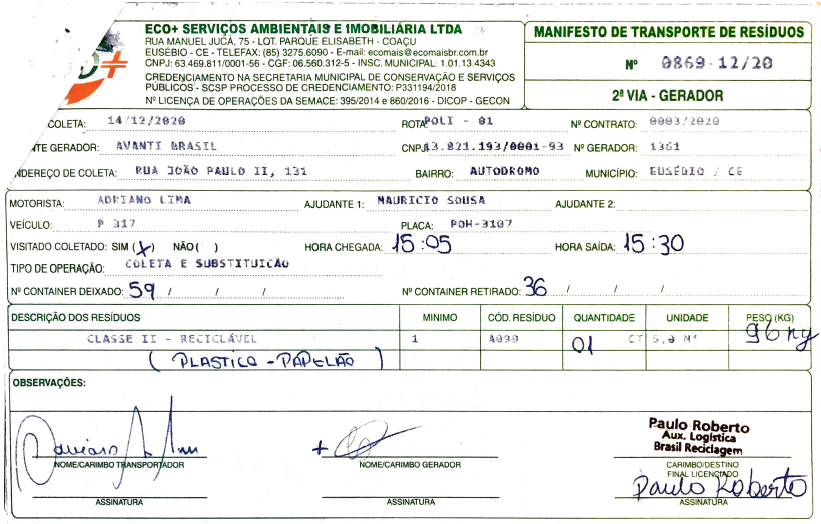 ECO+ SERVIÇOS AMBIENTAIS E IMOBILIÁRIA LTDA
RUA MANUEL JUCÁ, 75 - LOT. PARQUE ELISABETH - COAÇU
EUSÉBIO - CE - TELEFAX: (85) 3275.6090 - E-mail: ecomais@ecomaisbr.com.br
CNPJ: 63.469.811/0001-56 - CGF: 06.560.312-5 - INSC. MUNICIPAL: 1.01.13.4343
CREDENCIAMENTO NA SECRETARIA MUNICIPAL DE CONSERVAÇÃO E SERVIÇOS
PÚBLICOS - SCSP PROCESSO DE CREDENCIAMENTO: P331194/2018
Nº LICENÇA DE OPERAÇÕES DA SEMACE: 395/2014 e 860/2016 - DICOP - GECON
MANIFESTO DE TRANSPORTE DE RESÍDUOS
Nº 0869-12/20
2ª VIA - GERADOR
COLETA: 14/12/2020 ROTA POLI - 01 Nº CONTRATO: 0003/2020
NTE GERADOR: AVANTI BRASIL CNPJ 13.821.193/0001-93 Nº GERADOR: 1361
NDEREÇO DE COLETA: RUA JOÃO PAULO II, 131 BAIRRO: AUTODROMO MUNICÍPIO: EUSÉBIO / CE
MOTORISTA: ADRIANO LIMA AJUDANTE 1: MAURICIO SOUSA AJUDANTE 2:
VEÍCULO: P 317 PLACA: POH-3107
VISITADO COLETADO: SIM (X) NÃO ( ) HORA CHEGADA: 15:05 HORA SAÍDA: 15:30
TIPO DE OPERAÇÃO: COLETA E SUBSTITUIÇÃO
Nº CONTAINER DEIXADO: 59 / / / Nº CONTAINER RETIRADO: 36 / / /
DESCRIÇÃO DOS RESÍDUOS MINIMO CÓD. RESÍDUO QUANTIDADE UNIDADE PESO (KG)
CLASSE II - RECICLÁVEL 1 A099 01 CT 5,0 M³ 96 kg
(PLASTICO - PAPELÃO)
OBSERVAÇÕES:
Paulo Roberto
Aux. Logística
Brasil Reciclagem
NOME/CARIMBO TRANSPORTADOR NOME/CARIMBO GERADOR CARIMBO/DESTINO
FINAL LICENCIADO
Paulo Roberto
ASSINATURA ASSINATURA ASSINATURA